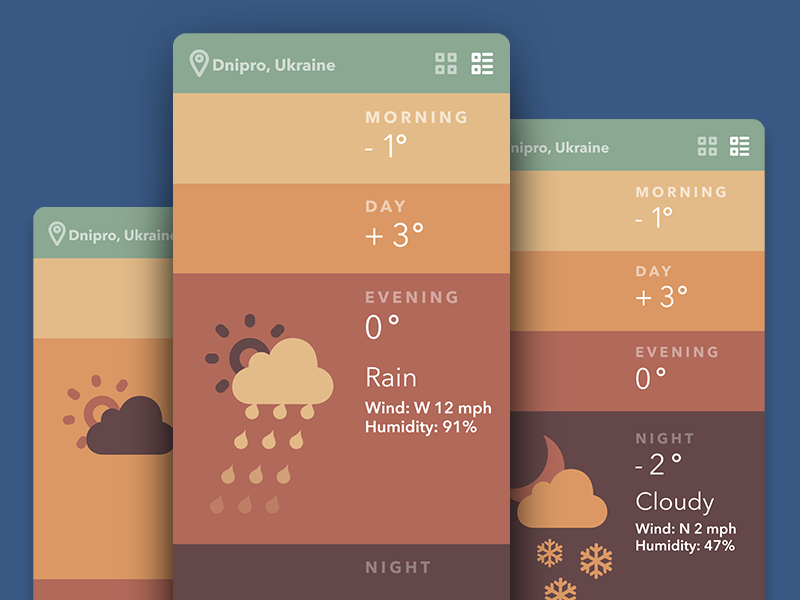 Dnipro, Ukraine
MORNING
- 1°
DAY
+ 3°
EVENING
0°
Rain
Wind: W 12 mph
Humidity: 91%
NIGHT
Dnipro, Ukraine
nipro, Ukraine
MORNING
- 1°
DAY
+ 3°
EVENING
0°
NIGHT
- 2°
Cloudy
Wind: N 2 mph
Humidity: 47%